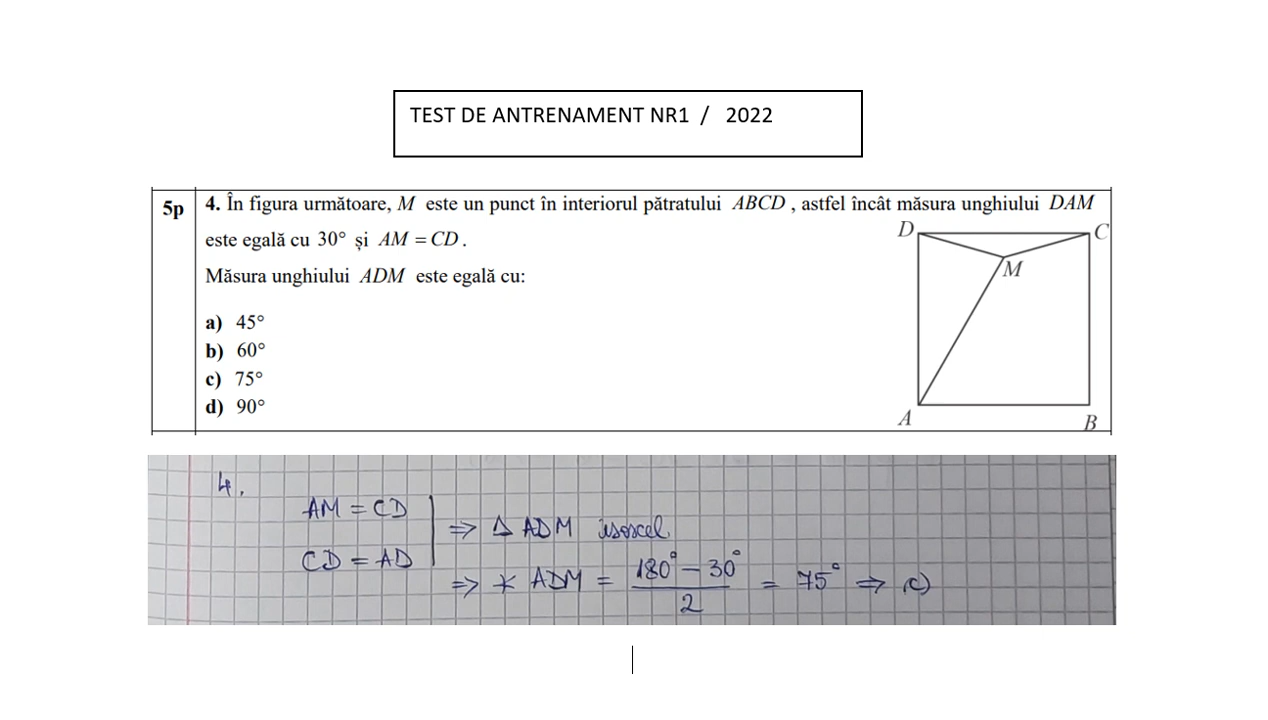 TEST DE ANTRENAMENT NR1 / 2022
5p
4. În figura următoare, M este un punct în interiorul pătratului ABCD , astfel încât măsura unghiului DAM
este egală cu 30° și AM = CD .
Măsura unghiului ADM este egală cu:
a) 45°
b) 60°
c) 75°
d) 90°
D
C
M
A
B
4.
AM = CD
CD = AD
⇒ Δ ADM isoscel
⇒ ∢ ADM = (180° − 30°)/2 = 75° ⇒ c)